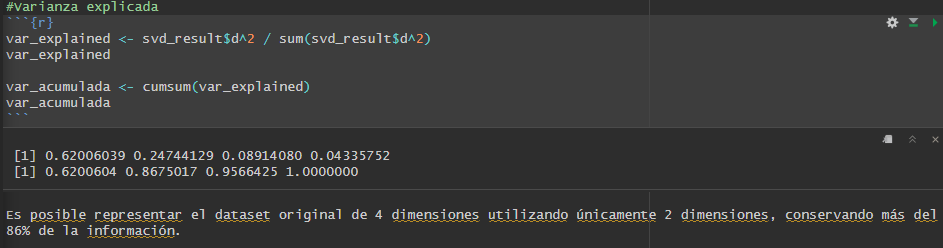 #Varianza explicada
```{r}
var_explained <- svd_result$d^2 / sum(svd_result$d^2)
var_explained
var_acumulada <- cumsum(var_explained)
var_acumulada
```
[1] 0.62006039 0.24744129 0.08914080 0.04335752
[1] 0.6200604 0.8675017 0.9566425 1.0000000
Es posible representar el dataset original de 4 dimensiones utilizando únicamente 2 dimensiones, conservando más del
86% de la información.